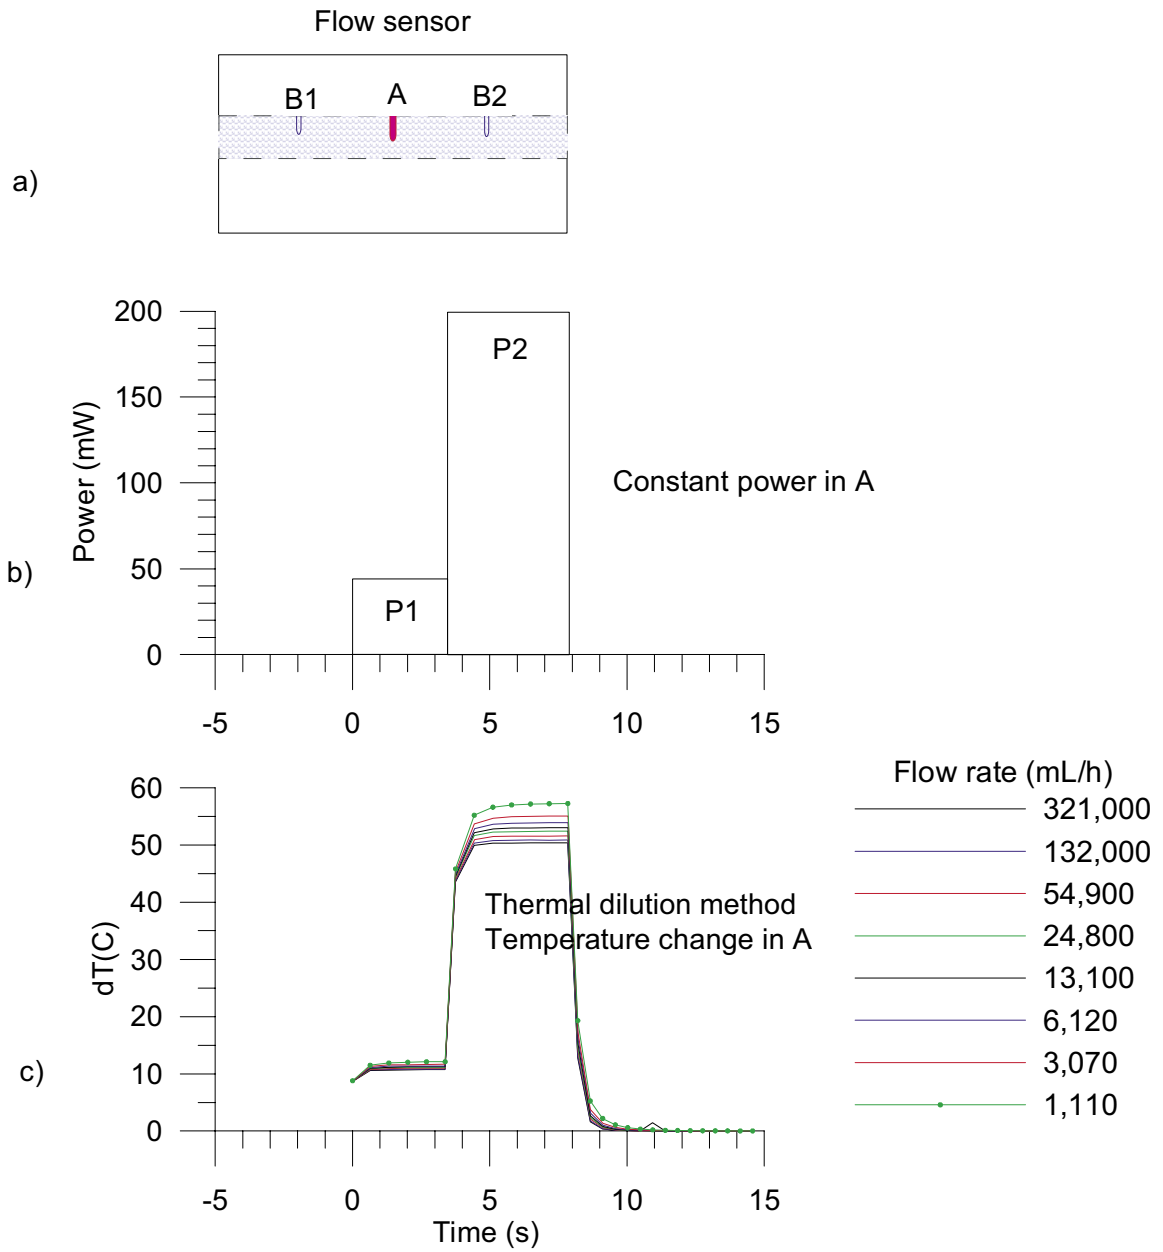 Flow sensor
B1 A B2
a)
200
P2
150
Power (mW)
100
Constant power in A
50
b)
P1
0
-5 0 5 10 15
Flow rate (mL/h)
60
321,000
50
132,000
40
Thermal dilution method
54,900
Temperature change in A
24,800
dT(C)
30
13,100
20
6,120
c)
10
3,070
0
1,110
-5 0 5 10 15
Time (s)